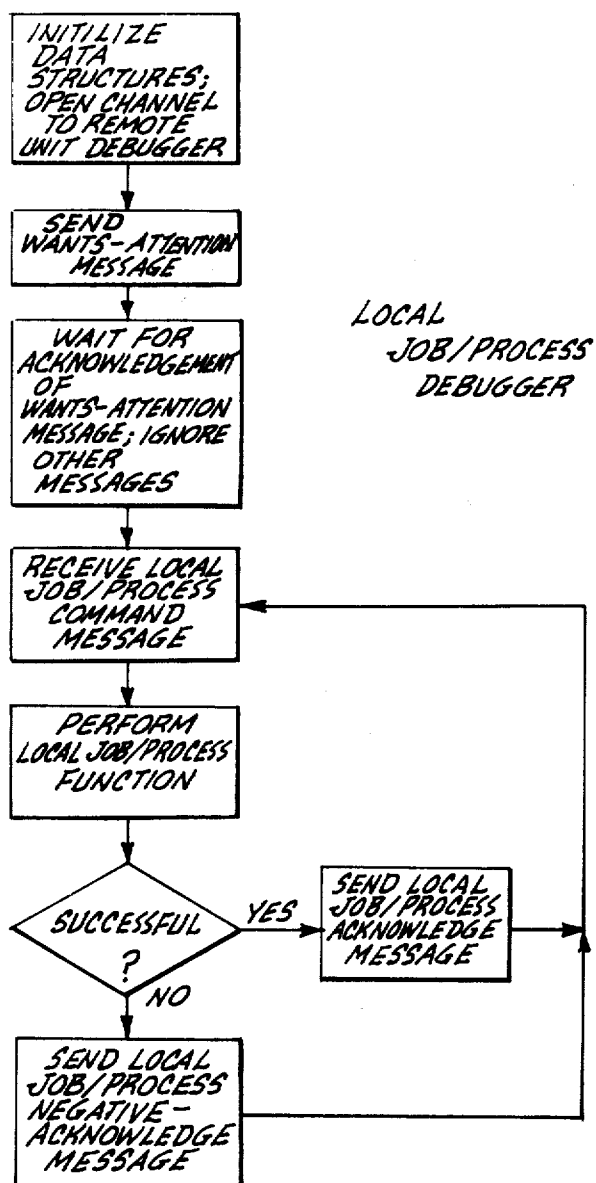 INITILIZE
DATA
STRUCTURES;
OPEN CHANNEL
TO REMOTE
UNIT DEBUGGER
SEND
WANTS-ATTENTION
MESSAGE
WAIT FOR
ACKNOWLEDGEMENT
OF
WANTS-ATTENTION
MESSAGE; IGNORE
OTHER
MESSAGES
LOCAL
JOB/PROCESS
DEBUGGER
RECEIVE LOCAL
JOB/PROCESS
COMMAND
MESSAGE
PERFORM
LOCAL JOB/PROCESS
FUNCTION
SUCCESSFUL
?
YES
SEND LOCAL
JOB/PROCESS
ACKNOWLEDGE
MESSAGE
NO
SEND LOCAL
JOB/PROCESS
NEGATIVE-
ACKNOWLEDGE
MESSAGE